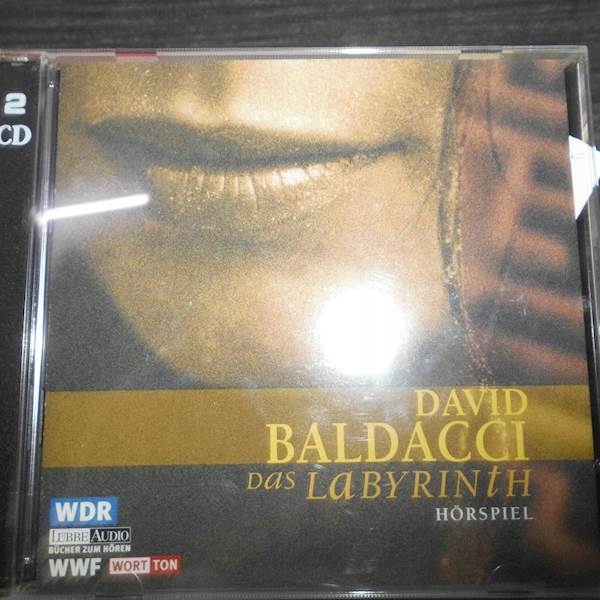 2
CD
DAVID
BALDACCI
DAS LABYRINTH
HÖRSPIEL
WDR
LÜBBE AUDIO
BÜCHER ZUM HÖREN
WWF WORT TON